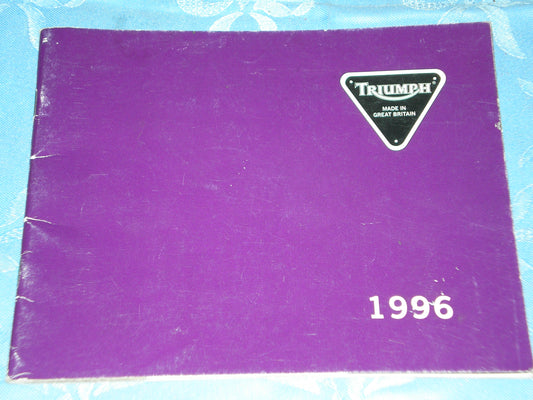 TRIUMPH
MADE IN
GREAT BRITAIN
1996